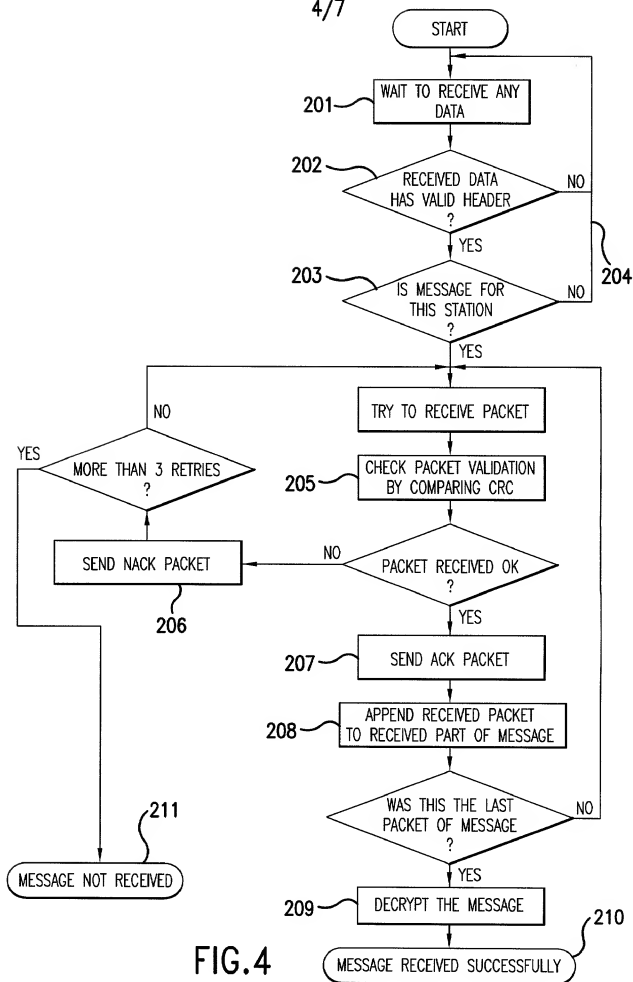 4/7
START
201
WAIT TO RECEIVE ANY
DATA
202
RECEIVED DATA
HAS VALID HEADER
?
NO
YES
204
203
IS MESSAGE FOR
THIS STATION
?
NO
YES
NO
TRY TO RECEIVE PACKET
YES
MORE THAN 3 RETRIES
?
205
CHECK PACKET VALIDATION
BY COMPARING CRC
SEND NACK PACKET
206
NO
PACKET RECEIVED OK
?
YES
207
SEND ACK PACKET
208
APPEND RECEIVED PACKET
TO RECEIVED PART OF MESSAGE
WAS THIS THE LAST
PACKET OF MESSAGE
?
NO
YES
211
MESSAGE NOT RECEIVED
209
DECRYPT THE MESSAGE
210
MESSAGE RECEIVED SUCCESSFULLY
FIG.4